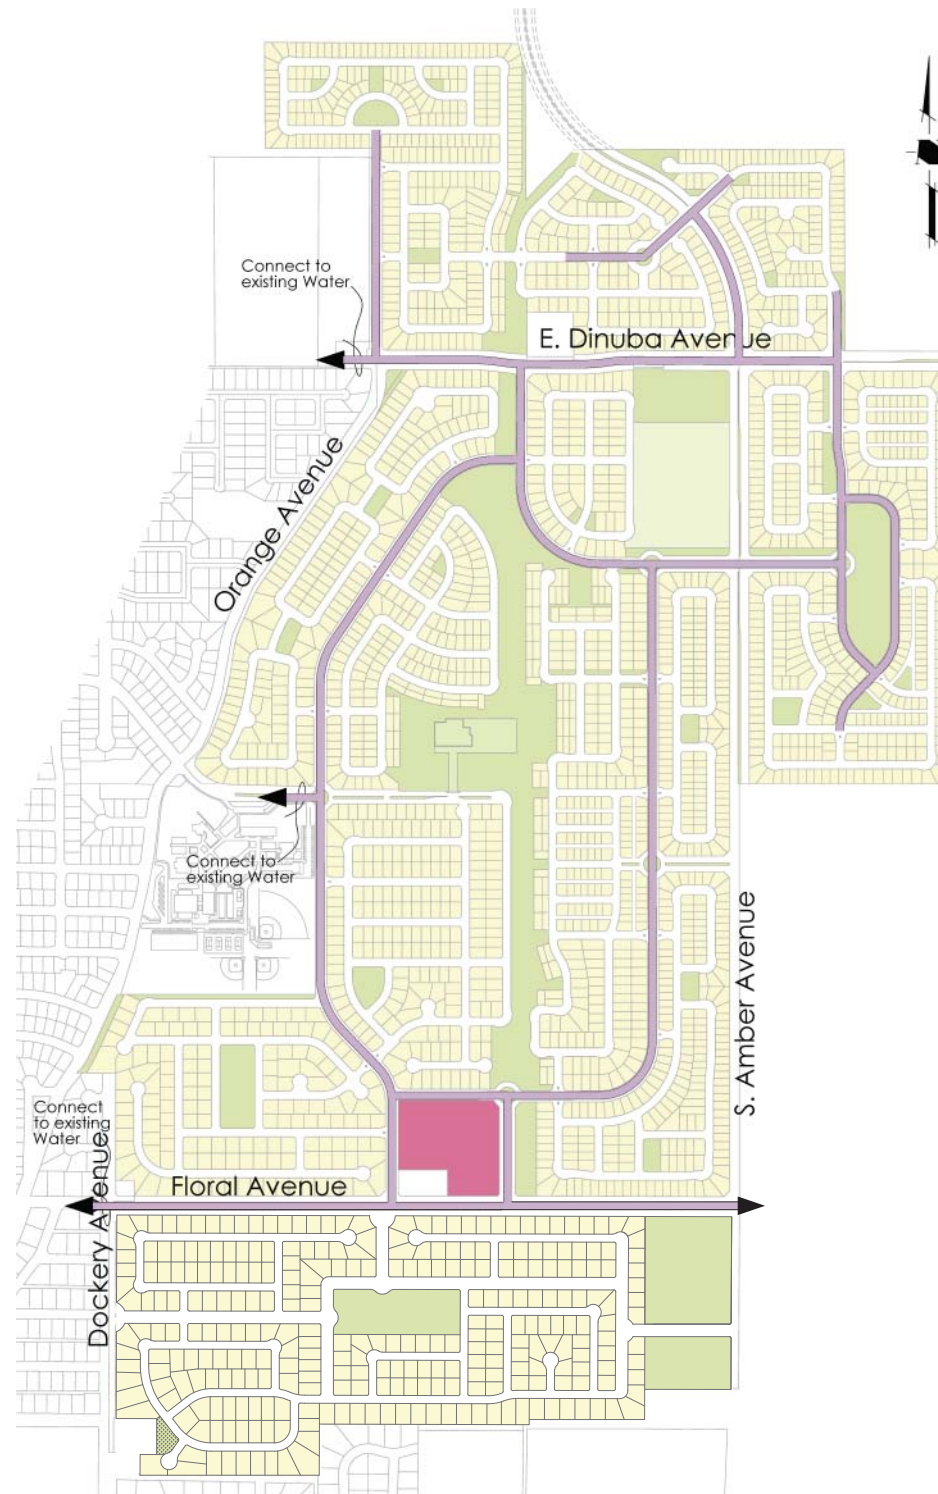 Connect to
existing Water
E. Dinuba Avenue
Orange Avenue
Connect to
existing Water
S. Amber Avenue
Connect
to existing
Water
Floral Avenue
Dockery Avenue